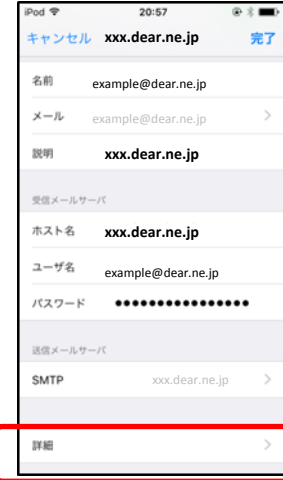 iPod 20:57
キャンセル xxx.dear.ne.jp 完了
名前 example@dear.ne.jp
メール example@dear.ne.jp
説明 xxx.dear.ne.jp
受信メールサーバ
ホスト名 xxx.dear.ne.jp
ユーザ名 example@dear.ne.jp
パスワード ●●●●●●●●●●●●●●●●
送信メールサーバ
SMTP xxx.dear.ne.jp
詳細